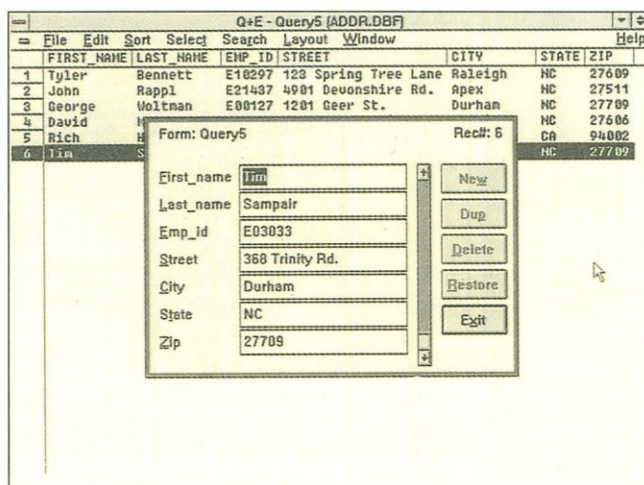 Q+E - Query5 (ADDR.DBF)
File Edit Sort Select Search Layout Window Help
FIRST_NAME LAST_NAME EMP_ID STREET CITY STATE ZIP
1 Tyler Bennett E10297 123 Spring Tree Lane Raleigh NC 27609
2 John Rappl E21437 4901 Devonshire Rd. Apex NC 27511
3 George Woltman E00127 1201 Geer St. Durham NC 27709
4 David NC 27606
5 Rich CA 94002
6 Tim NC 27709
Form: Query5 Rec#: 6
First_name Tim New
Last_name Sampair Dup
Emp_id E03033 Delete
Street 368 Trinity Rd. Restore
City Durham Exit
State NC
Zip 27709